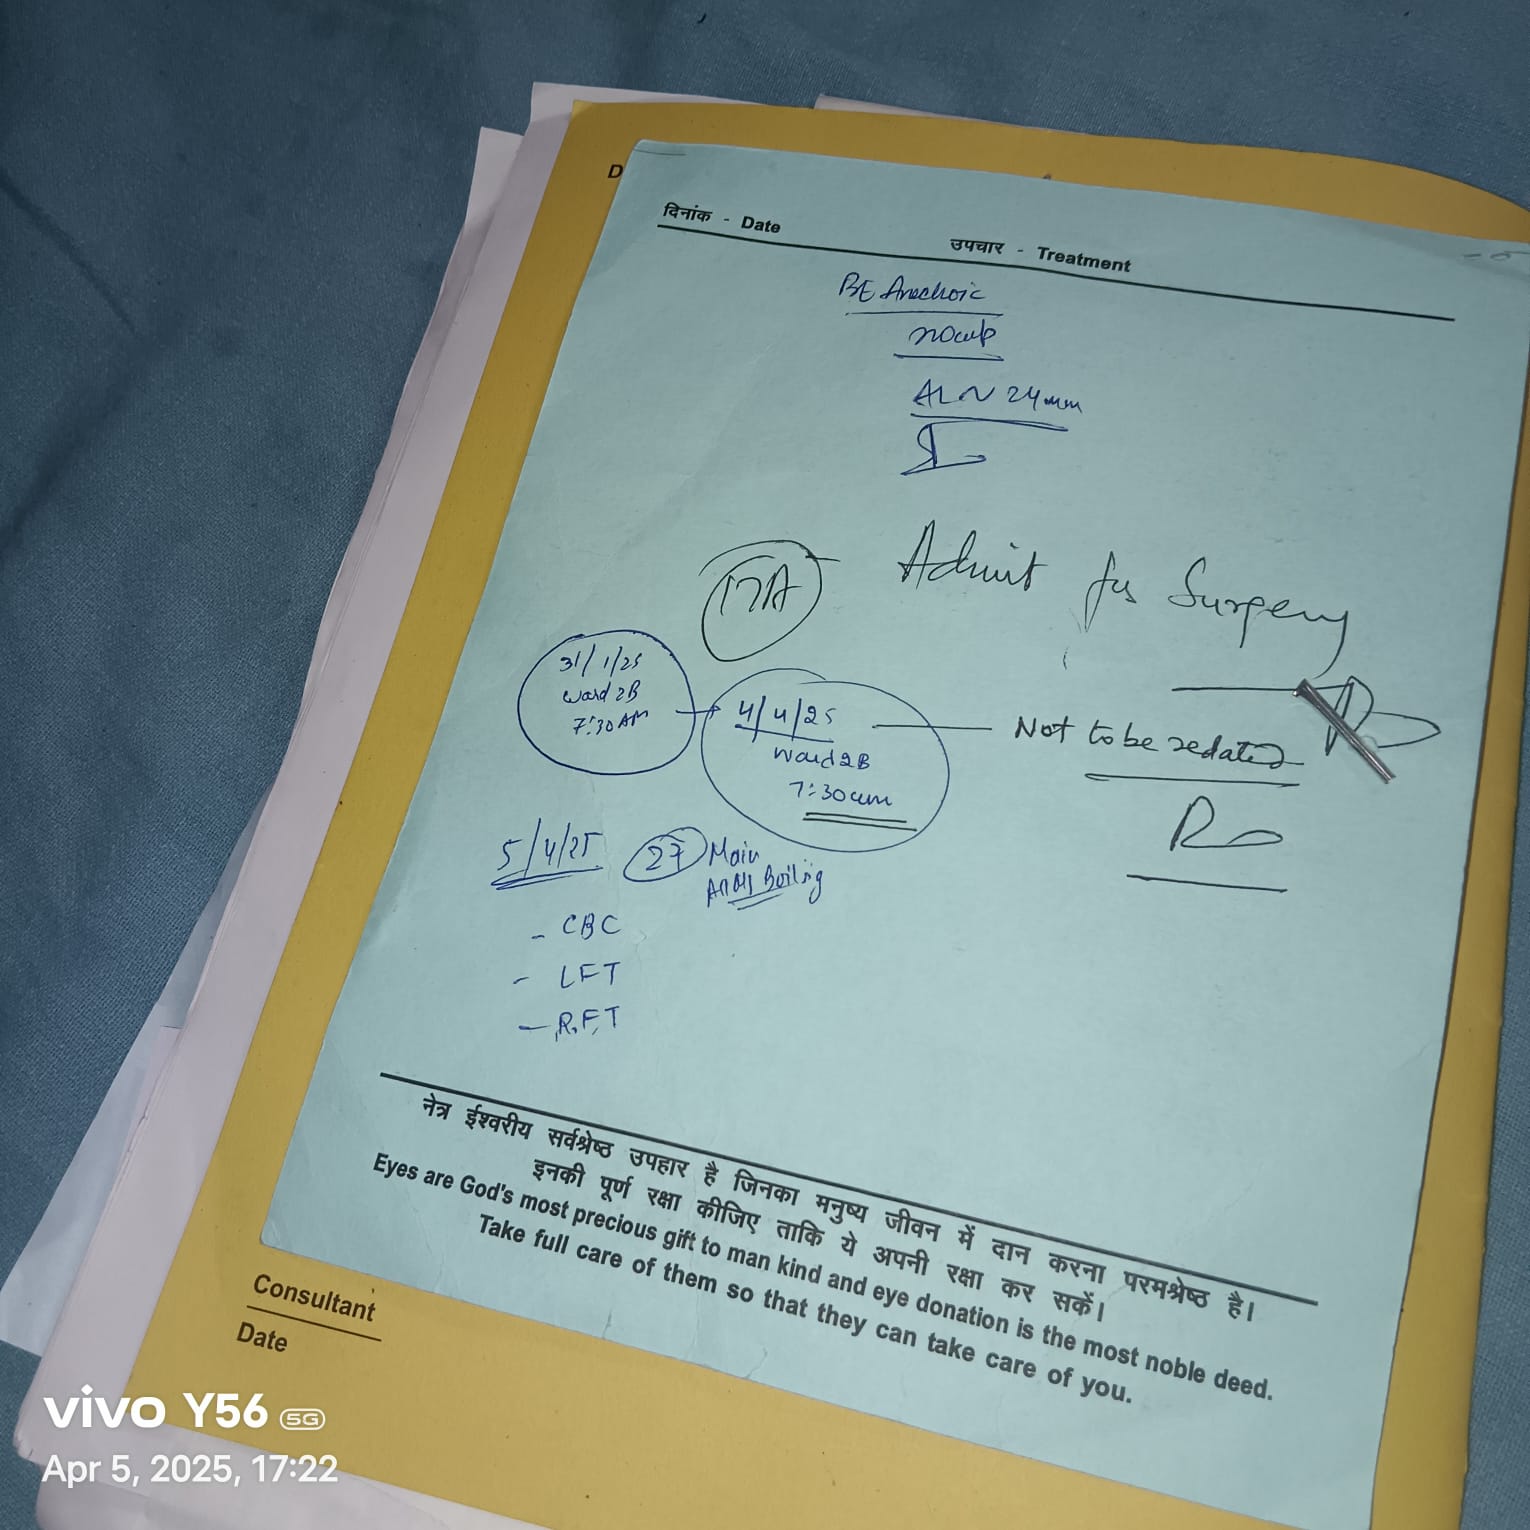 D
दिनांक - Date
उपचार - Treatment
BE Anechoic
AL ~ 24mm
17A
Admit for Surgery
31/1/25
Ward 2B
7:30 AM
4/4/25
Ward 2B
7:30 am
Not to be redated
5/4/25
27 Main
- CBC
- LFT
- R.F.T
नेत्र ईश्वरीय सर्वश्रेष्ठ उपहार है जिनका मनुष्य जीवन में दान करना परमश्रेष्ठ है।
इनकी पूर्ण रक्षा कीजिए ताकि ये अपनी रक्षा कर सकें।
Eyes are God's most precious gift to man kind and eye donation is the most noble deed.
Take full care of them so that they can take care of you.
Consultant
Date
vivo Y56 5G
Apr 5, 2025, 17:22